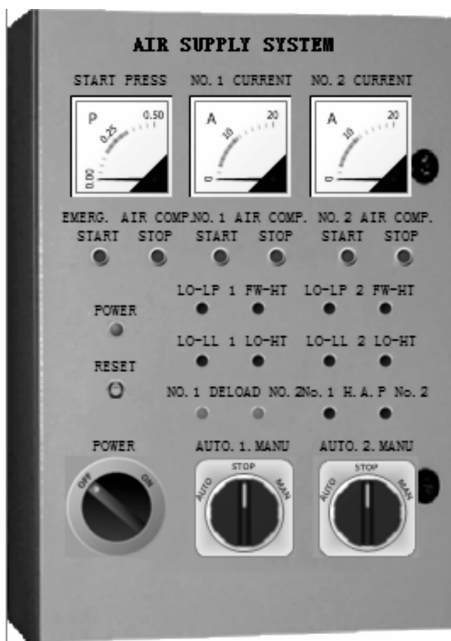 AIR SUPPLY SYSTEM
START PRESS NO. 1 CURRENT NO. 2 CURRENT
P 0.00 0.25 0.50
A 0 10 20
A 0 10 20
EMERG. AIR COMP. NO. 1 AIR COMP. NO. 2 AIR COMP.
START STOP START STOP START STOP
LO-LP 1 FW-HT LO-LP 2 FW-HT
POWER
LO-LL 1 LO-HT LO-LL 2 LO-HT
RESET
NO. 1 DELOAD NO. 2 No. 1 H.A.P No. 2
POWER AUTO. 1. MANU AUTO. 2. MANU
OFF ON
AUTO STOP MAN
AUTO STOP MAN